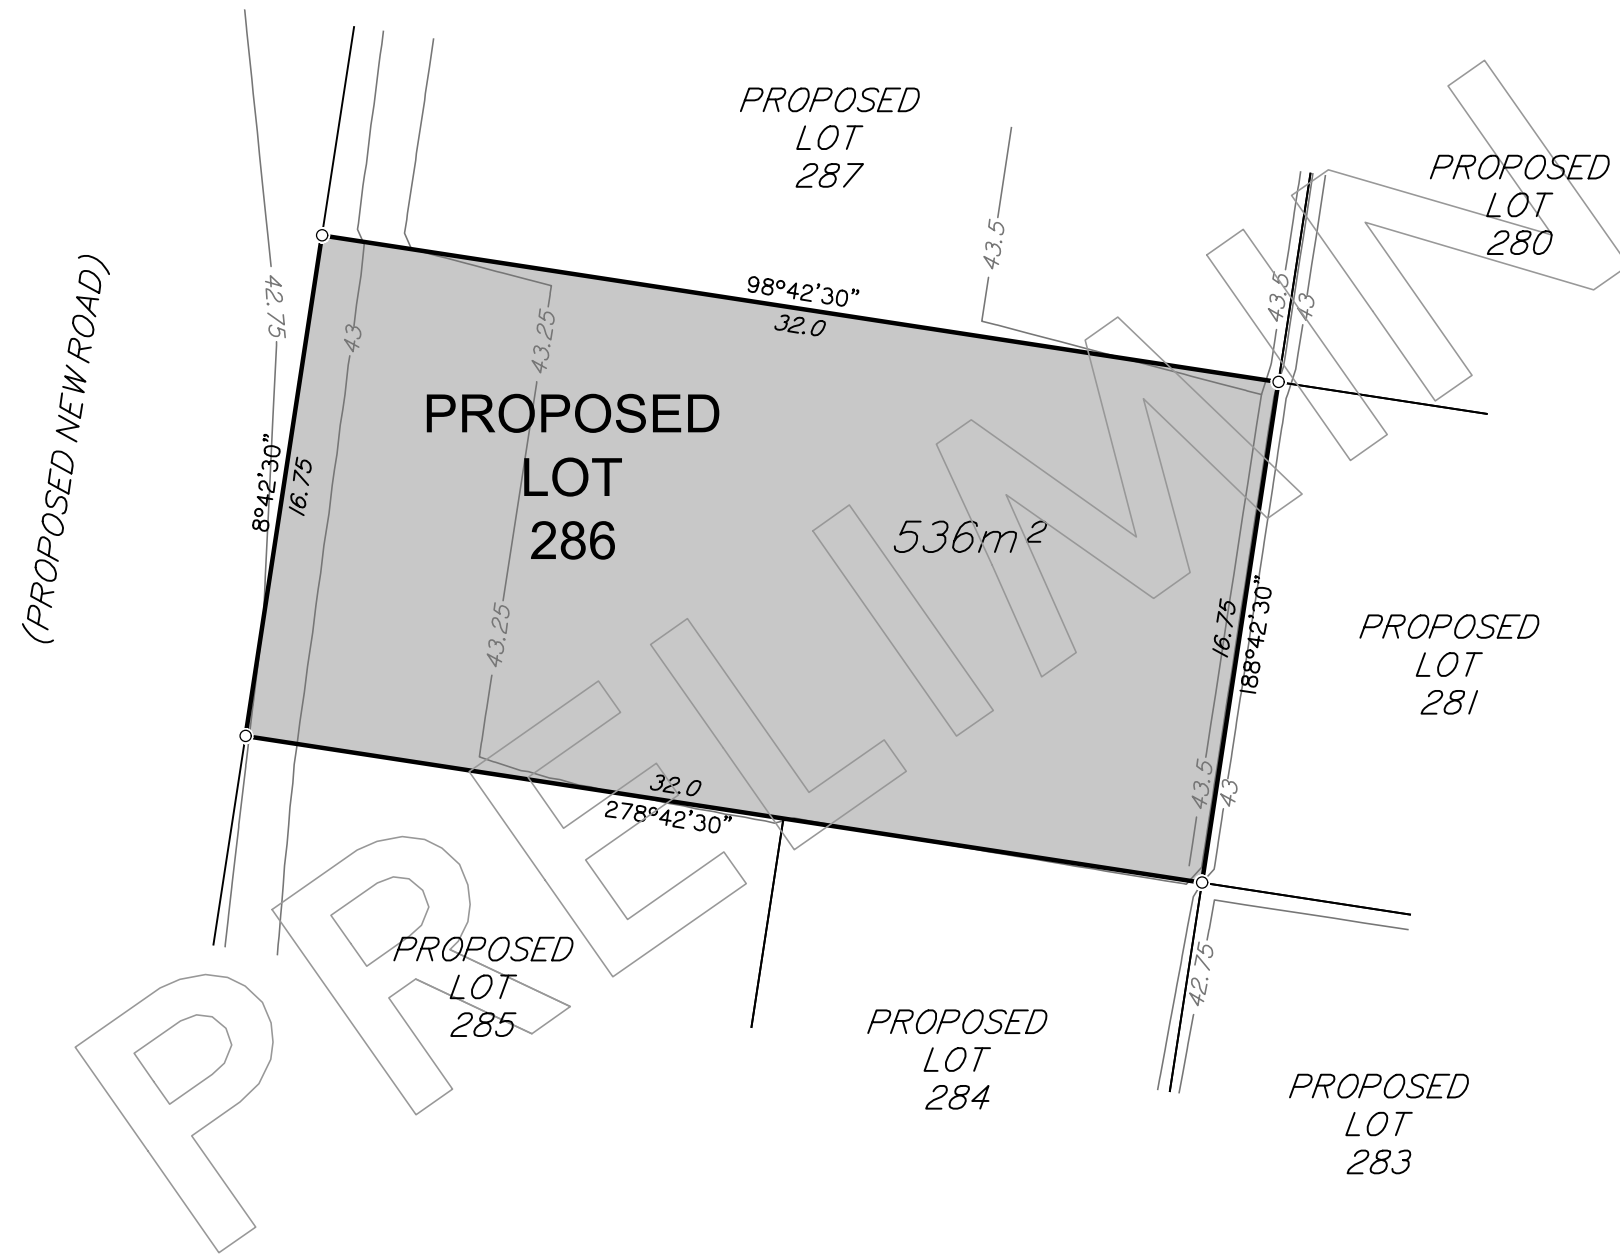 PROPOSED
LOT
287
PROPOSED
LOT
280
43.5
43.5
43
42.75
43
43.25
98°42'30"
32.0
(PROPOSED NEW ROAD)
PROPOSED
LOT
286
8°42'30"
16.75
536m²
43.25
16.75
188°42'30"
PROPOSED
LOT
281
32.0
278°42'30"
43.5
43
PROPOSED
LOT
285
42.75
PROPOSED
LOT
284
PROPOSED
LOT
283
PRELIMIN